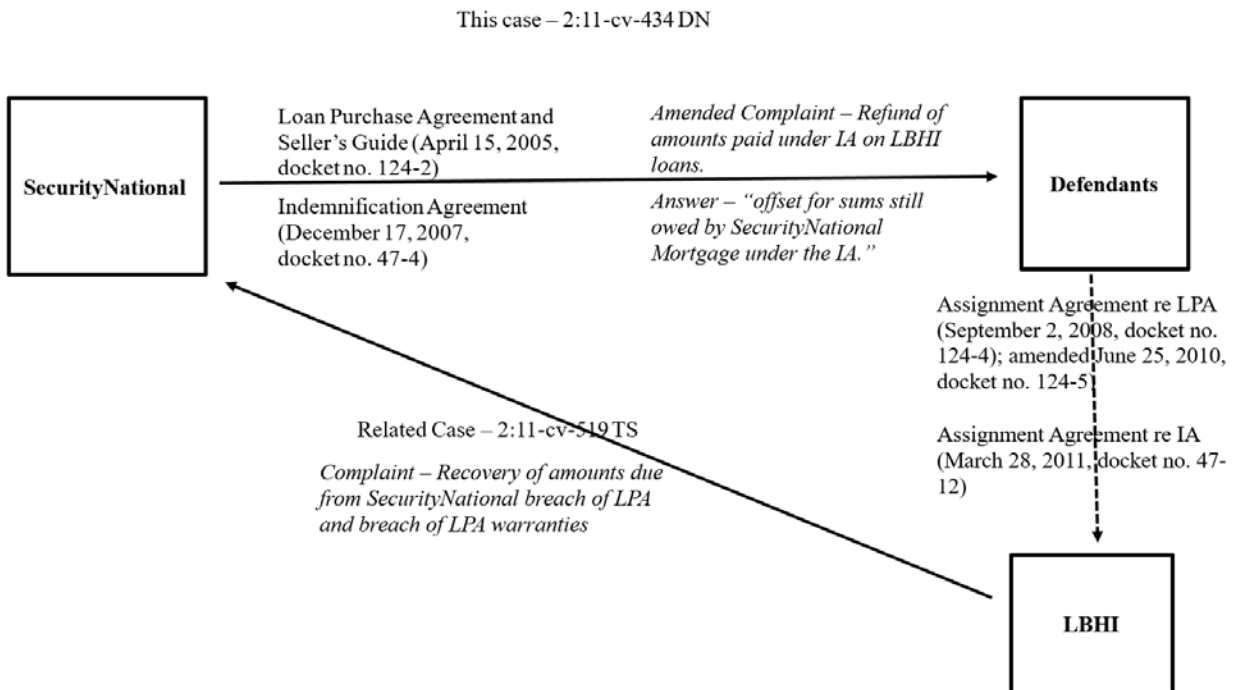 This case – 2:11-cv-434 DN
SecurityNational
Loan Purchase Agreement and
Seller’s Guide (April 15, 2005,
docket no. 124-2)
Indemnification Agreement
(December 17, 2007,
docket no. 47-4)
Amended Complaint – Refund of
amounts paid under IA on LBHI
loans.
Answer – “offset for sums still
owed by SecurityNational
Mortgage under the IA.”
Defendants
Assignment Agreement re LPA
(September 2, 2008, docket no.
124-4); amended June 25, 2010,
docket no. 124-5)
Assignment Agreement re IA
(March 28, 2011, docket no. 47-
12)
Related Case – 2:11-cv-519 TS
Complaint – Recovery of amounts due
from SecurityNational breach of LPA
and breach of LPA warranties
LBHI